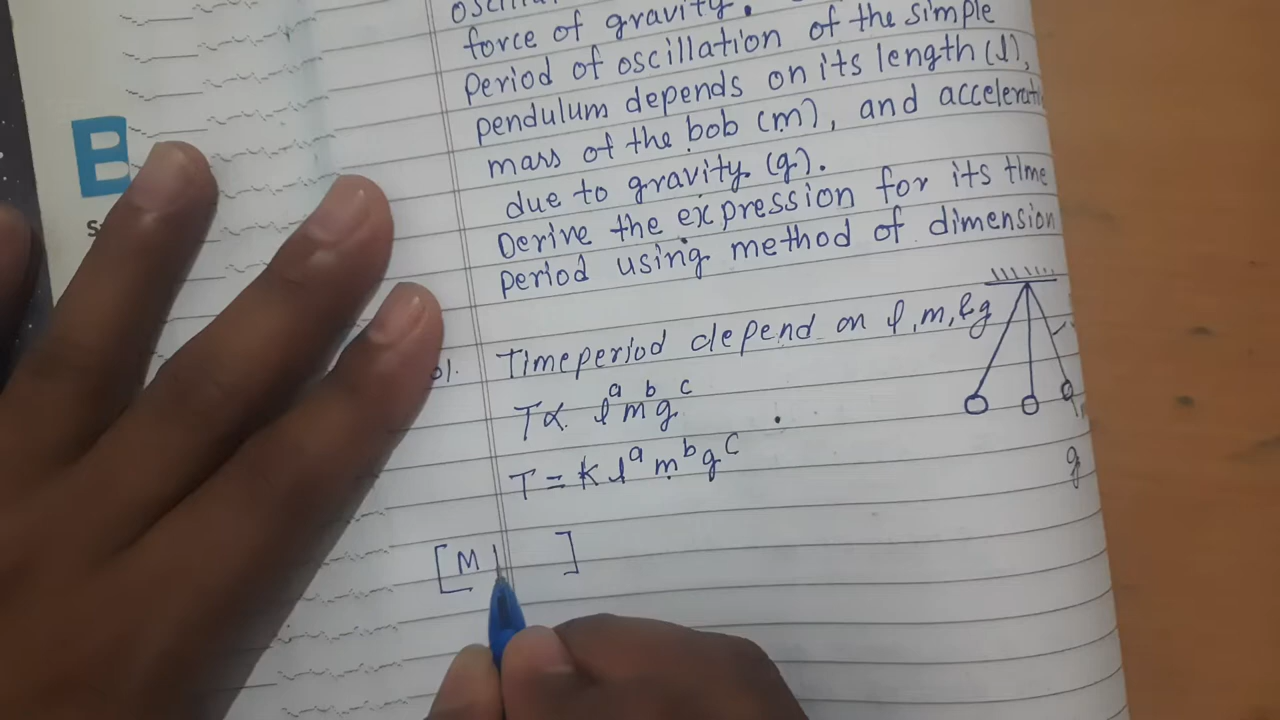 force of gravity.
Period of oscillation of the simple
pendulum depends on its length (l),
mass of the bob (m), and
due to gravity (g).
Derive the expression for its time
period using method of dimension
Timeperiod depend on l, m, & g
T ∝ l^a m^b g^c
T = k l^a m^b g^c
g
[M ]
B